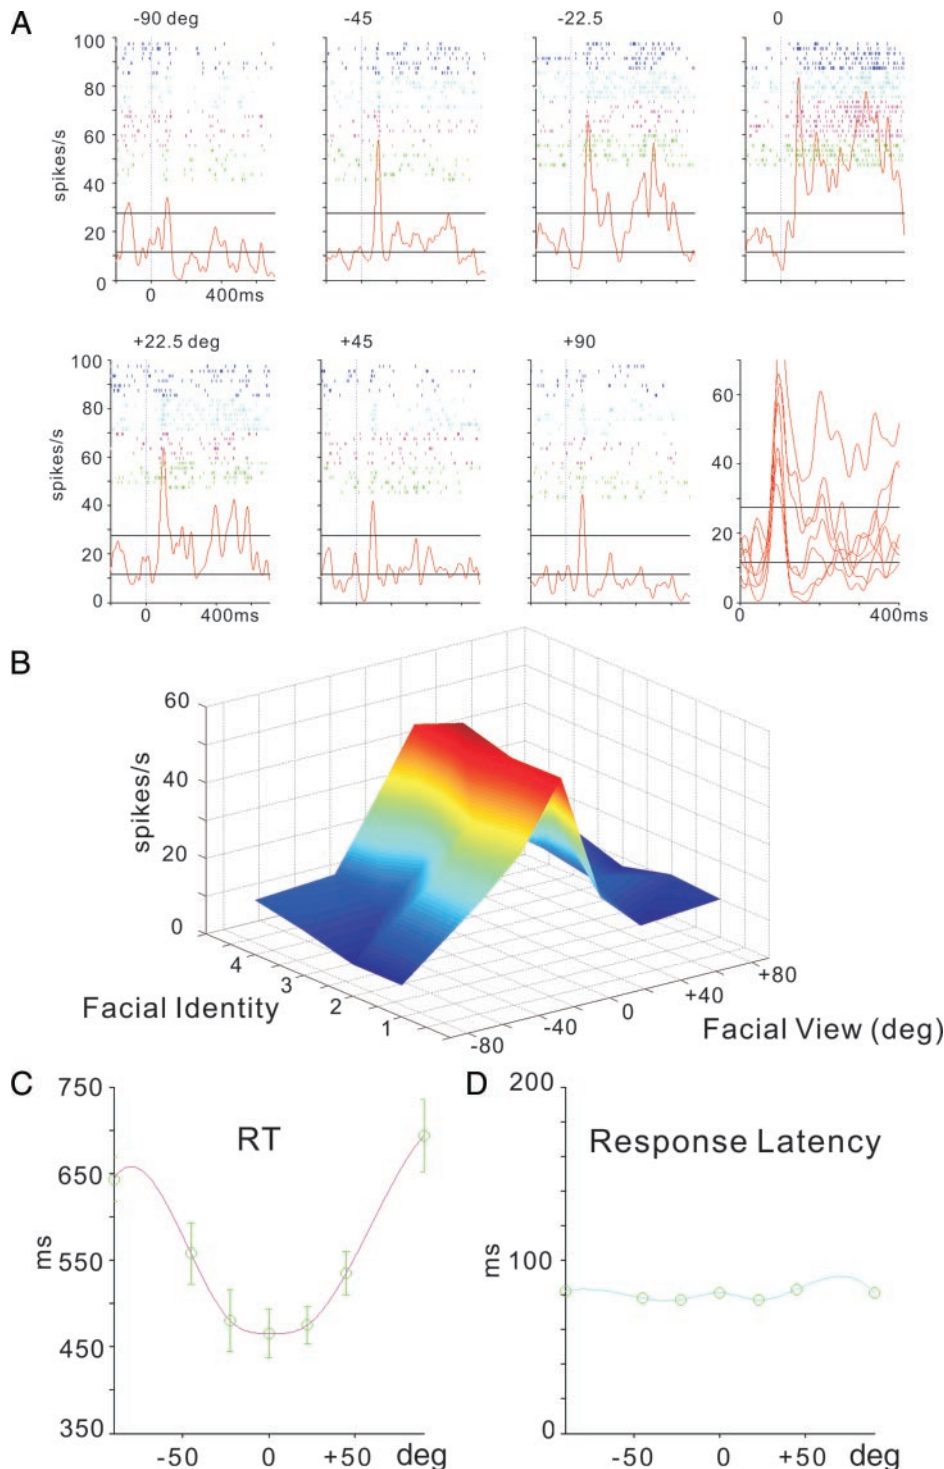 A
-90 deg
-45
-22.5
0
spikes/s
100
80
60
40
20
0
0 400ms
+22.5 deg
+45
+90
spikes/s
100
80
60
40
20
0
0 400ms
60
40
20
0
0 400ms
B
spikes/s
60
40
20
0
4
3
2
1
Facial Identity
-80
-40
0
+40
+80
Facial View (deg)
C
RT
ms
750
650
550
450
350
-50 0 +50 deg
D
Response Latency
ms
200
100
0
-50 0 +50 deg